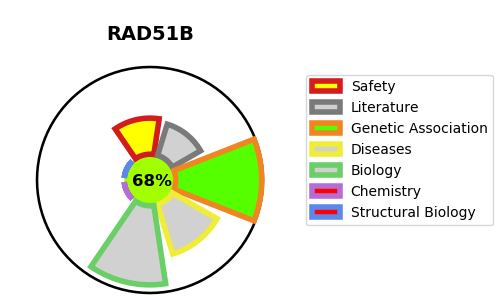 RAD51B
68%
Safety
Literature
Genetic Association
Diseases
Biology
Chemistry
Structural Biology